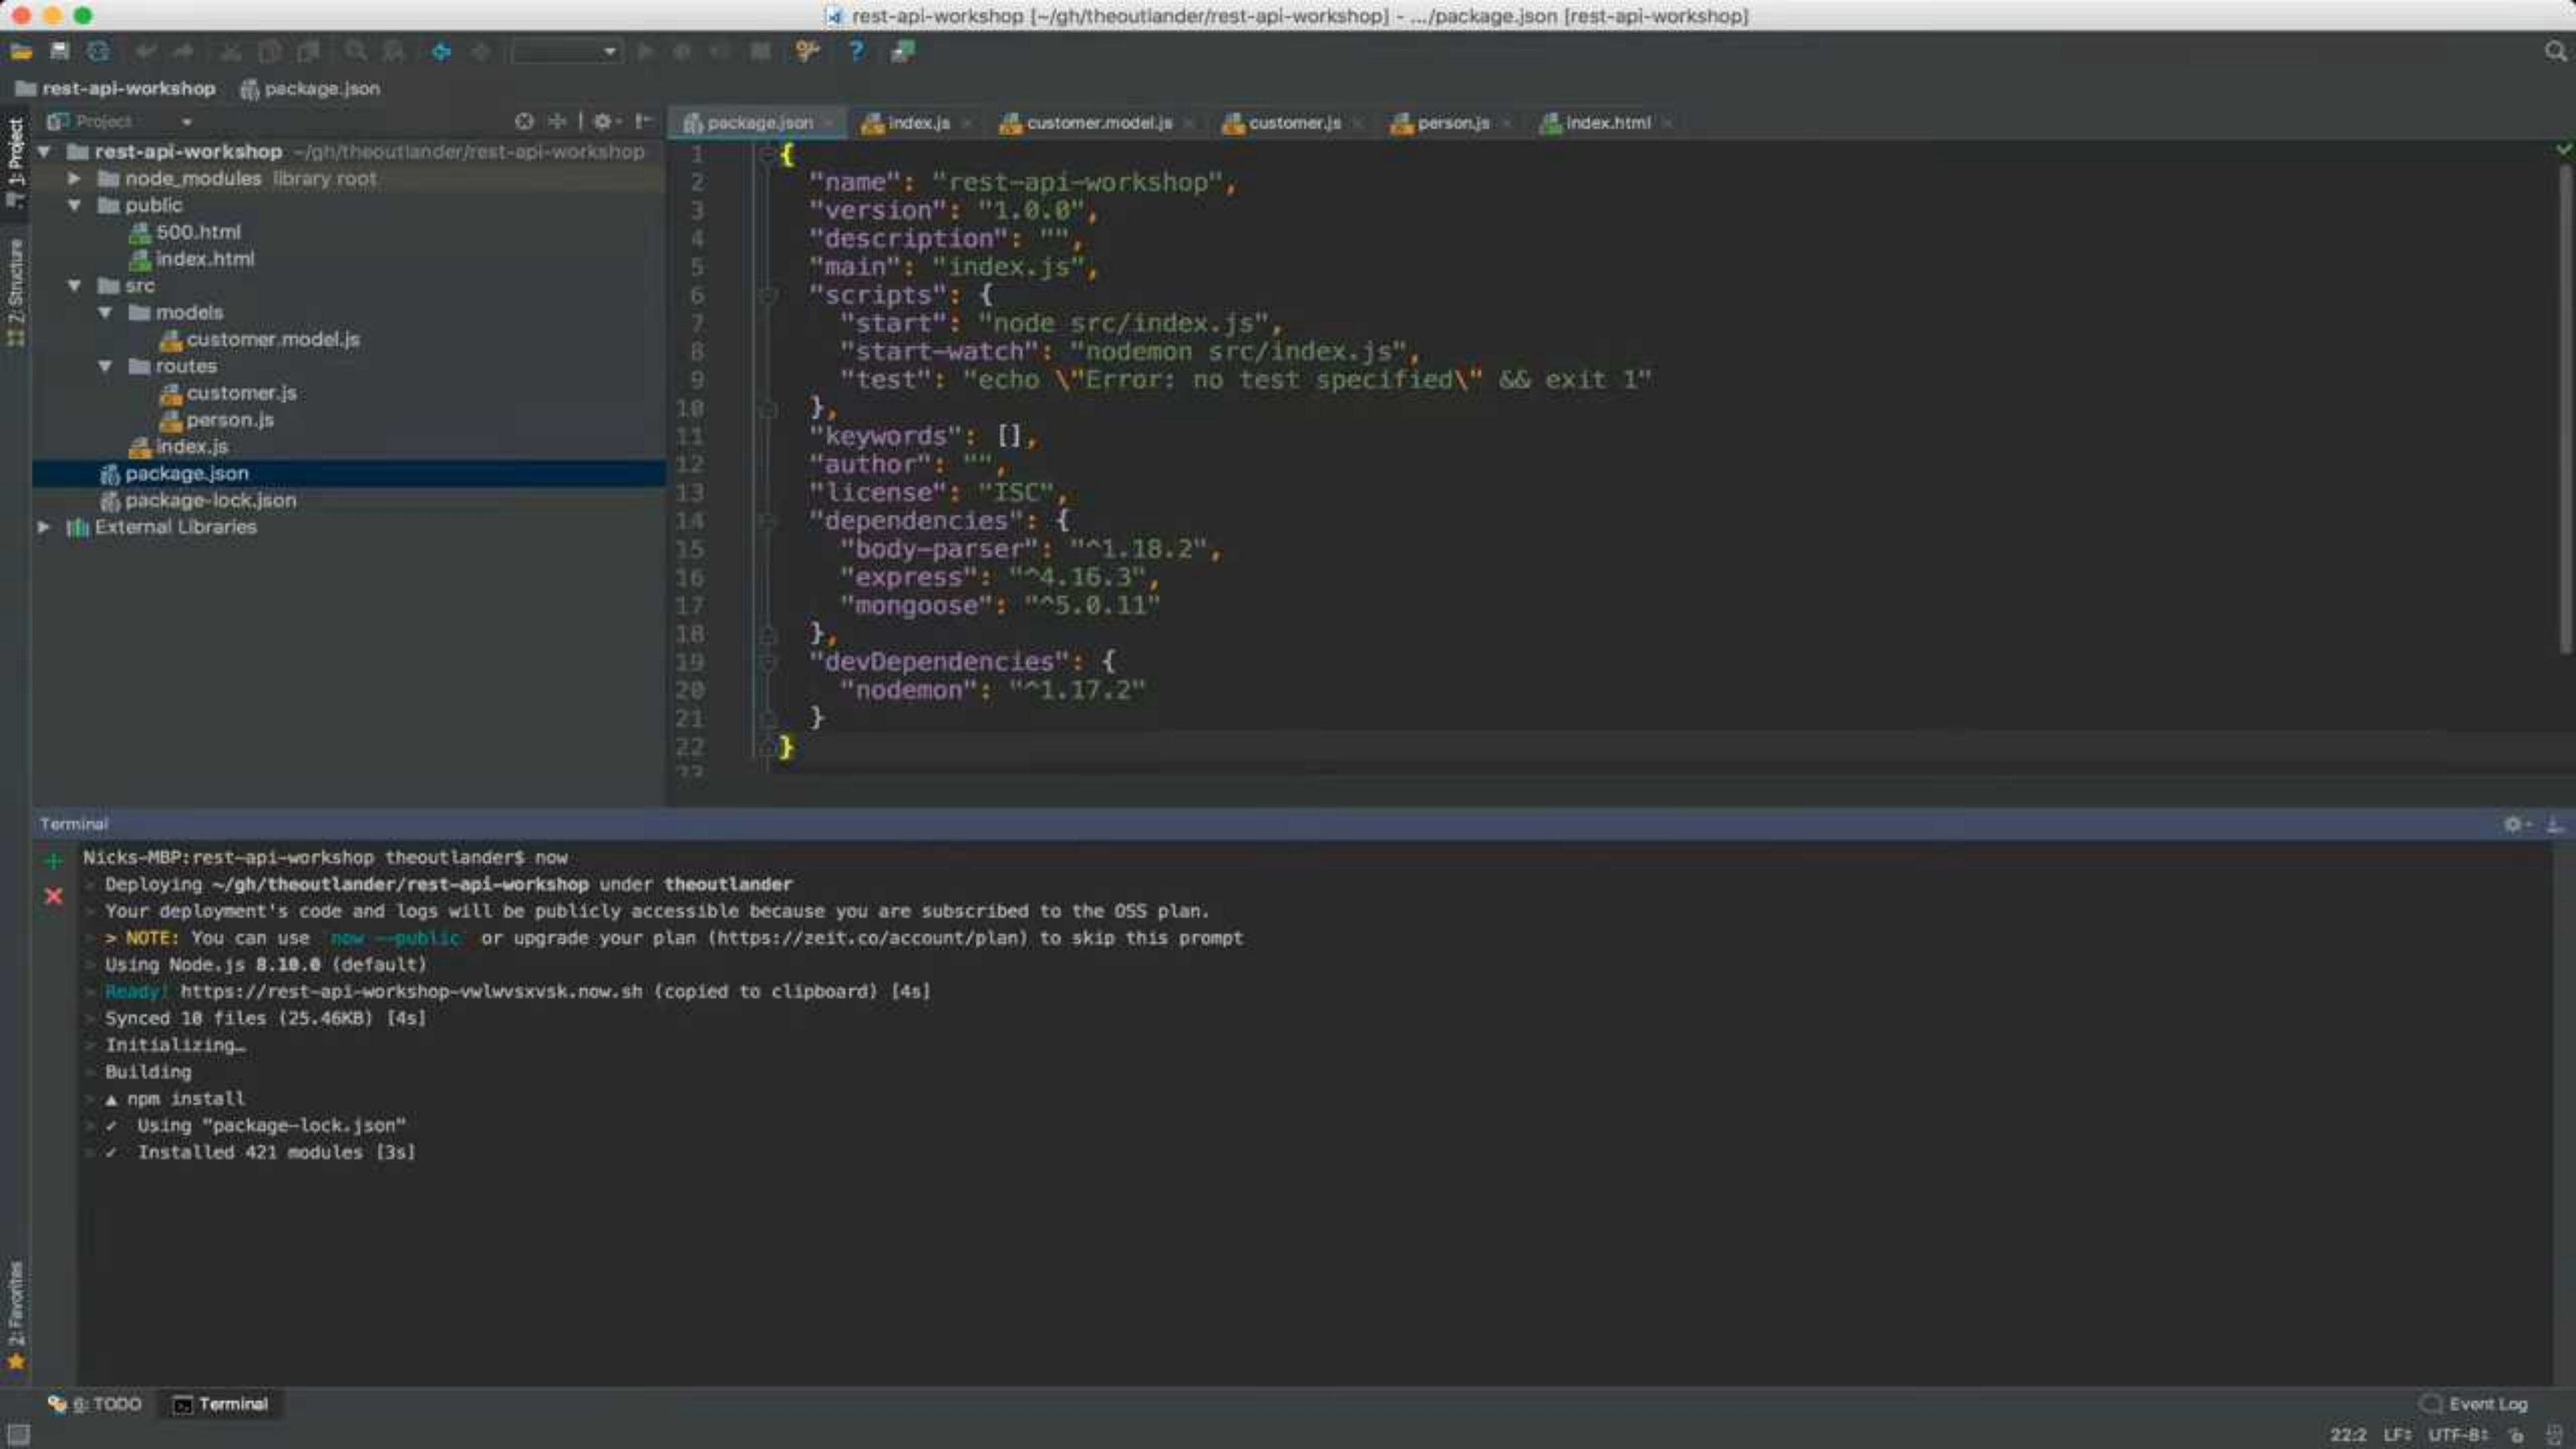 rest-api-workshop [~/gh/theoutlander/rest-api-workshop] - .../package.json [rest-api-workshop]
rest-api-workshop package.json
Project
package.json index.js customer.model.js customer.js person.js index.html
1: Project
2: Structure
rest-api-workshop ~/gh/theoutlander/rest-api-workshop
node_modules library root
public
500.html
index.html
src
models
customer.model.js
routes
customer.js
person.js
index.js
package.json
package-lock.json
External Libraries
1 {
2 "name": "rest-api-workshop",
3 "version": "1.0.0",
4 "description": "",
5 "main": "index.js",
6 "scripts": {
7 "start": "node src/index.js",
8 "start-watch": "nodemon src/index.js",
9 "test": "echo \"Error: no test specified\" && exit 1"
10 },
11 "keywords": [],
12 "author": "",
13 "license": "ISC",
14 "dependencies": {
15 "body-parser": "^1.18.2",
16 "express": "^4.16.3",
17 "mongoose": "^5.0.11"
18 },
19 "devDependencies": {
20 "nodemon": "^1.17.2"
21 }
22 }
23
Terminal
Nicks-MBP:rest-api-workshop theoutlander$ now
> Deploying ~/gh/theoutlander/rest-api-workshop under theoutlander
> Your deployment's code and logs will be publicly accessible because you are subscribed to the OSS plan.
> > NOTE: You can use `now --public` or upgrade your plan (https://zeit.co/account/plan) to skip this prompt
> Using Node.js 8.10.0 (default)
> Ready! https://rest-api-workshop-vwlwvsxvsk.now.sh (copied to clipboard) [4s]
> Synced 10 files (25.46KB) [4s]
> Initializing…
> Building
> ▲ npm install
> ✓ Using "package-lock.json"
> ✓ Installed 421 modules [3s]
2: Favorites
6: TODO Terminal
Event Log
22:2 LF UTF-8